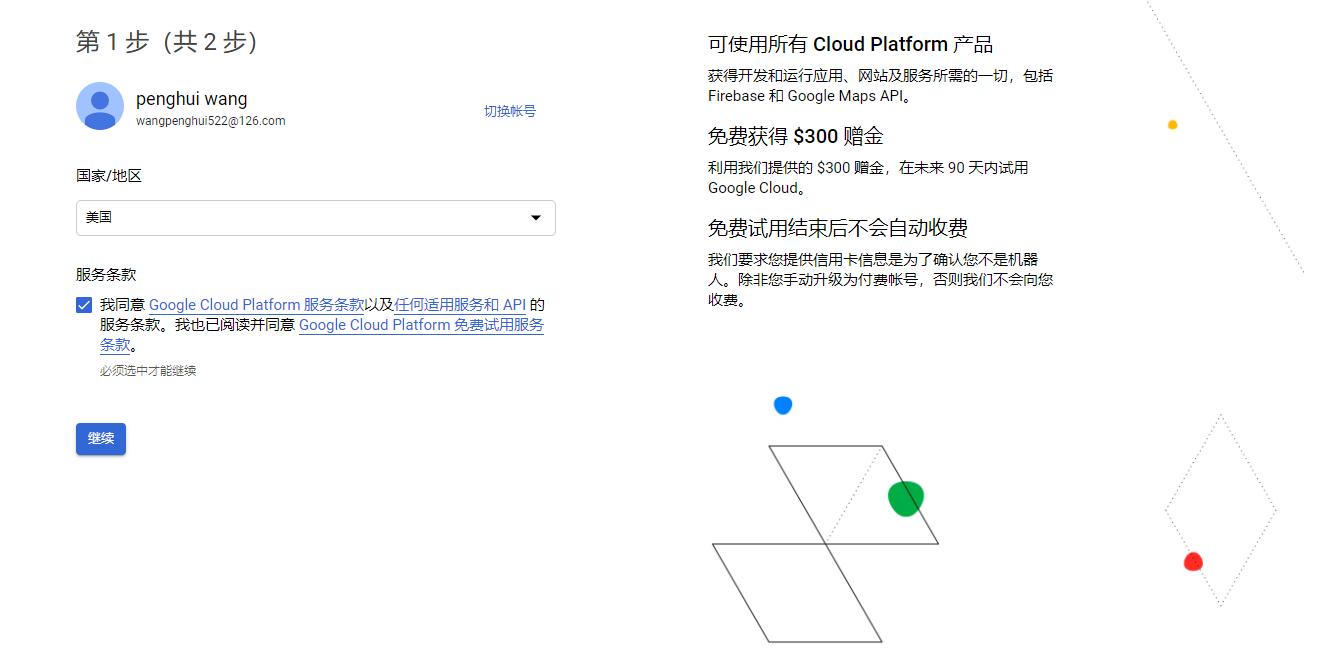 第 1 步（共 2 步）
penghui wang
wangpenghui522@126.com
切换帐号
国家/地区
美国
服务条款
我同意 Google Cloud Platform 服务条款以及任何适用服务和 API 的
服务条款。我也已阅读并同意 Google Cloud Platform 免费试用服务
条款。
必须选中才能继续
继续
可使用所有 Cloud Platform 产品
获得开发和运行应用、网站及服务所需的一切，包括
Firebase 和 Google Maps API。
免费获得 $300 赠金
利用我们提供的 $300 赠金，在未来 90 天内试用
Google Cloud。
免费试用结束后不会自动收费
我们要求您提供信用卡信息是为了确认您不是机器
人。除非您手动升级为付费帐号，否则我们不会向您
收费。